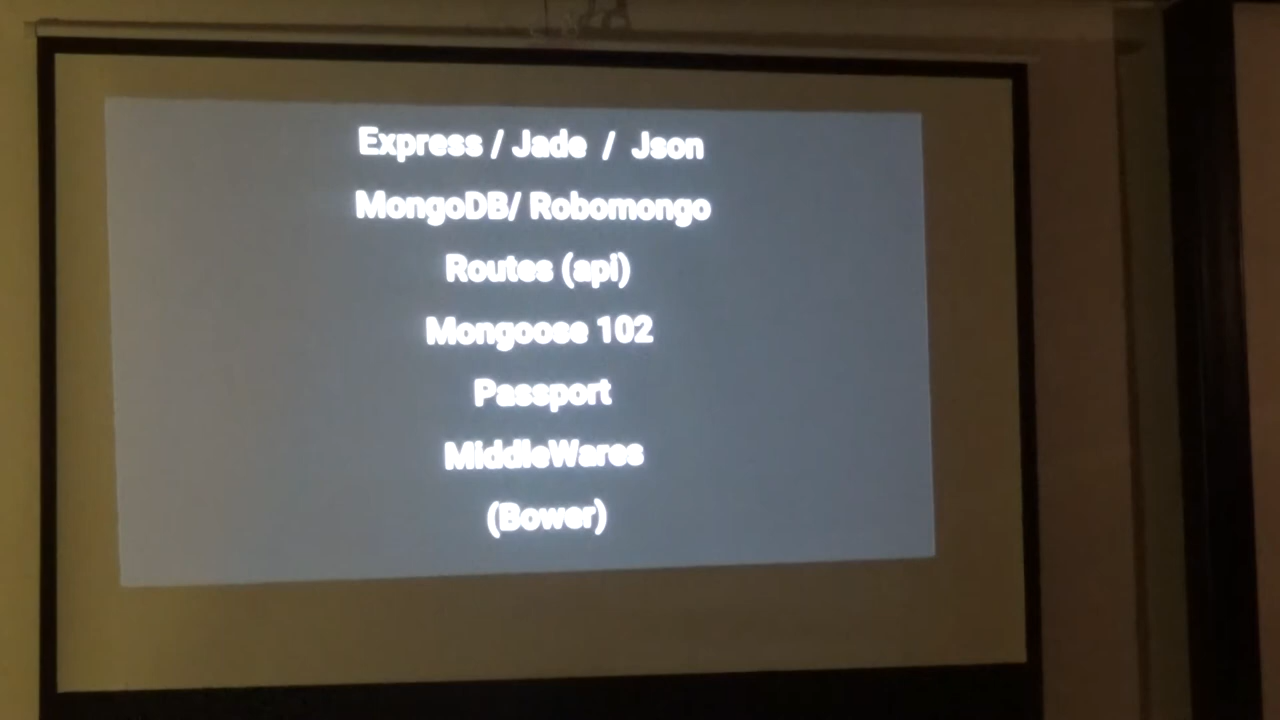 Express / Jade / Json
MongoDB/ Robomongo
Routes (api)
Mongoose 102
Passport
MiddleWares
(Bower)